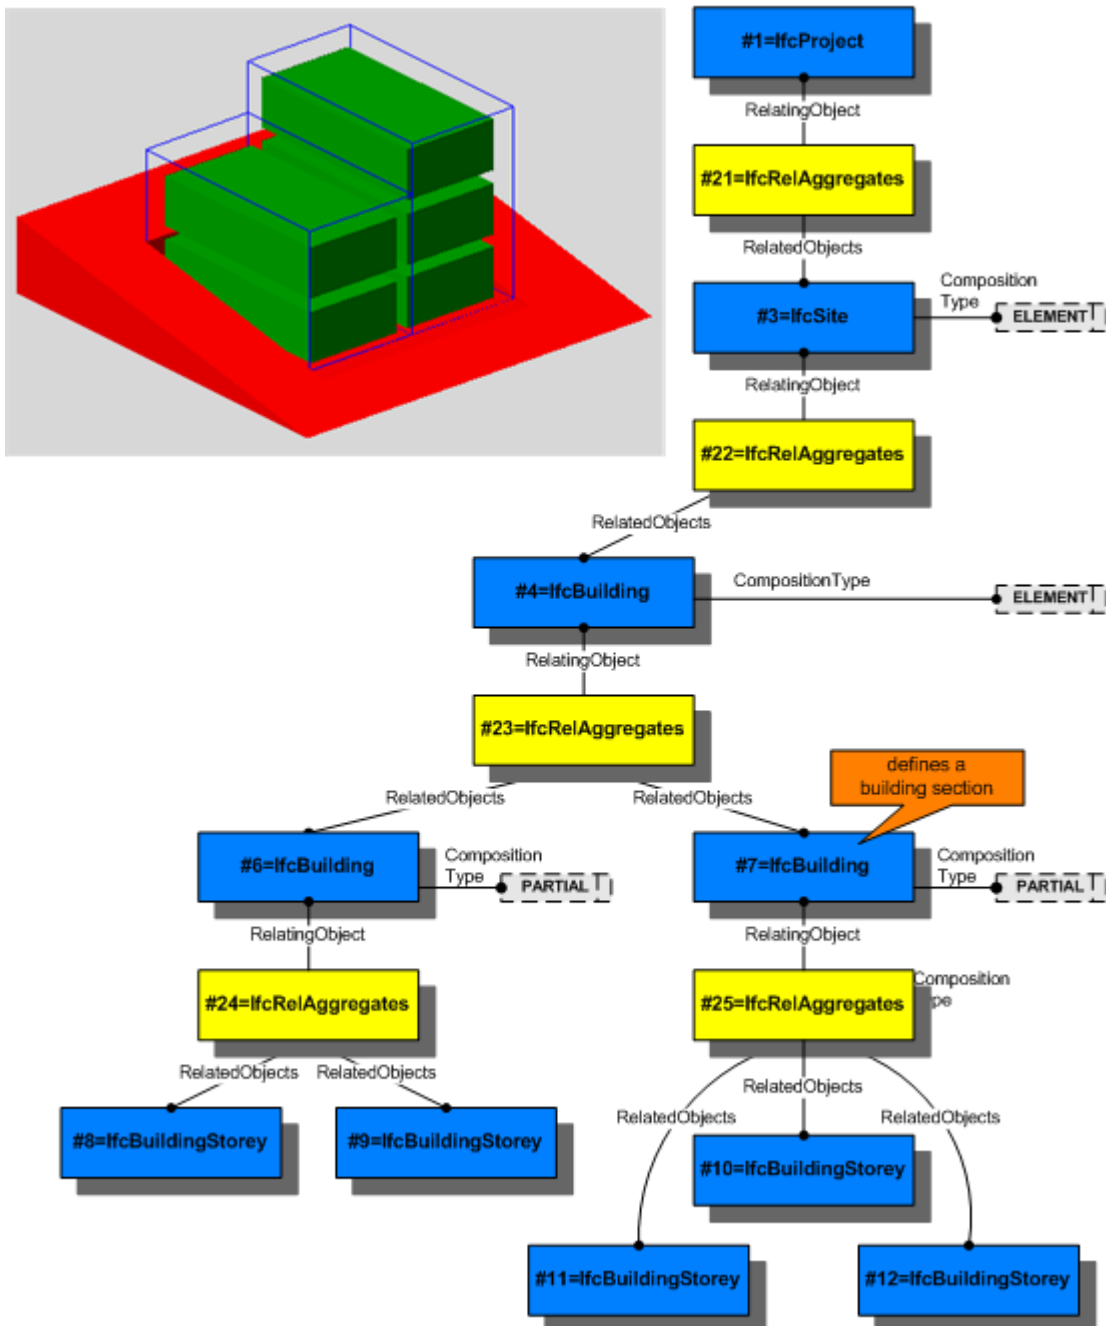 #1=IfcProject
RelatingObject
#21=IfcRelAggregates
RelatedObjects
Composition
Type
#3=IfcSite
ELEMENT
RelatingObject
#22=IfcRelAggregates
RelatedObjects
#4=IfcBuilding
CompositionType
ELEMENT
RelatingObject
#23=IfcRelAggregates
defines a
building section
RelatedObjects
RelatedObjects
#6=IfcBuilding
Composition
Type
PARTIAL
#7=IfcBuilding
Composition
Type
PARTIAL
RelatingObject
RelatingObject
#24=IfcRelAggregates
#25=IfcRelAggregates
Composition
ype
RelatedObjects
RelatedObjects
RelatedObjects
RelatedObjects
RelatedObjects
#8=IfcBuildingStorey
#9=IfcBuildingStorey
#10=IfcBuildingStorey
#11=IfcBuildingStorey
#12=IfcBuildingStorey